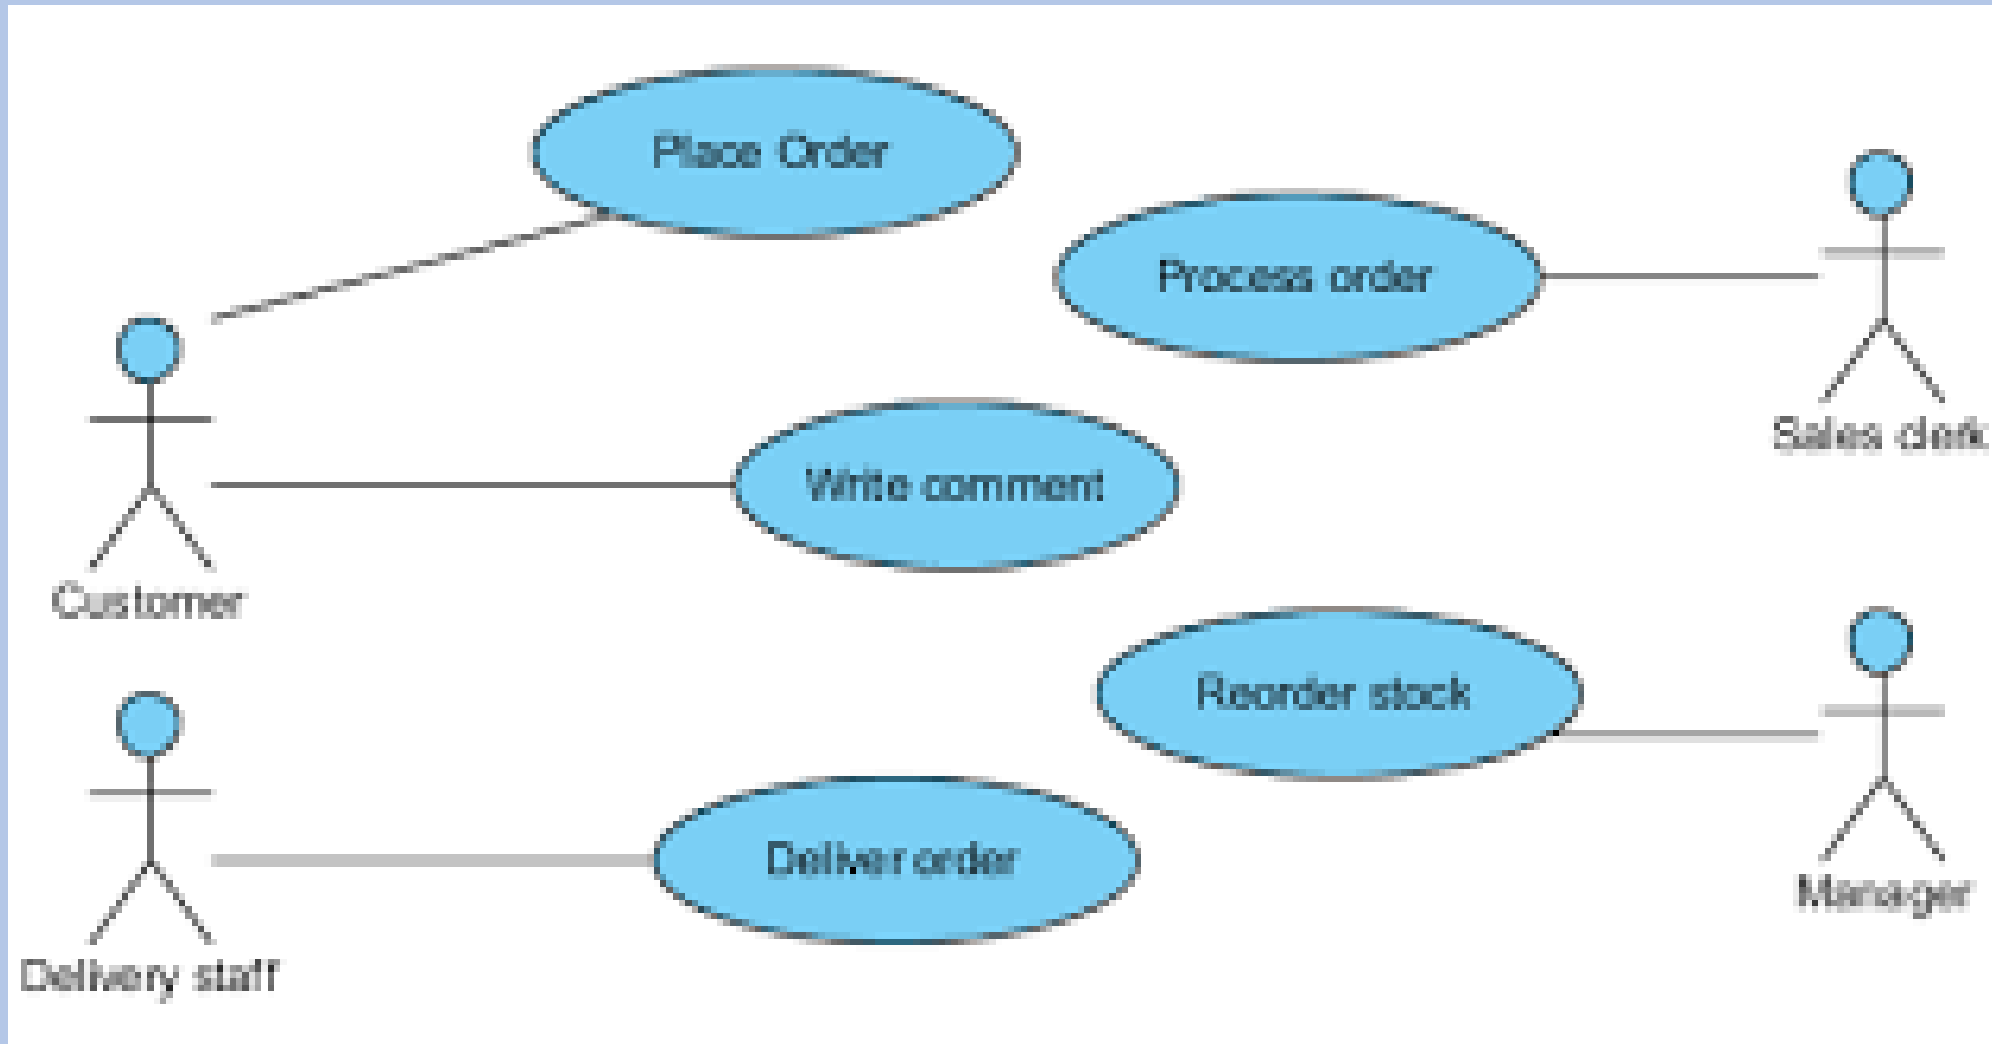 Place Order
Process order
Sales clerk
Write comment
Customer
Reorder stock
Deliver order
Manager
Delivery staff